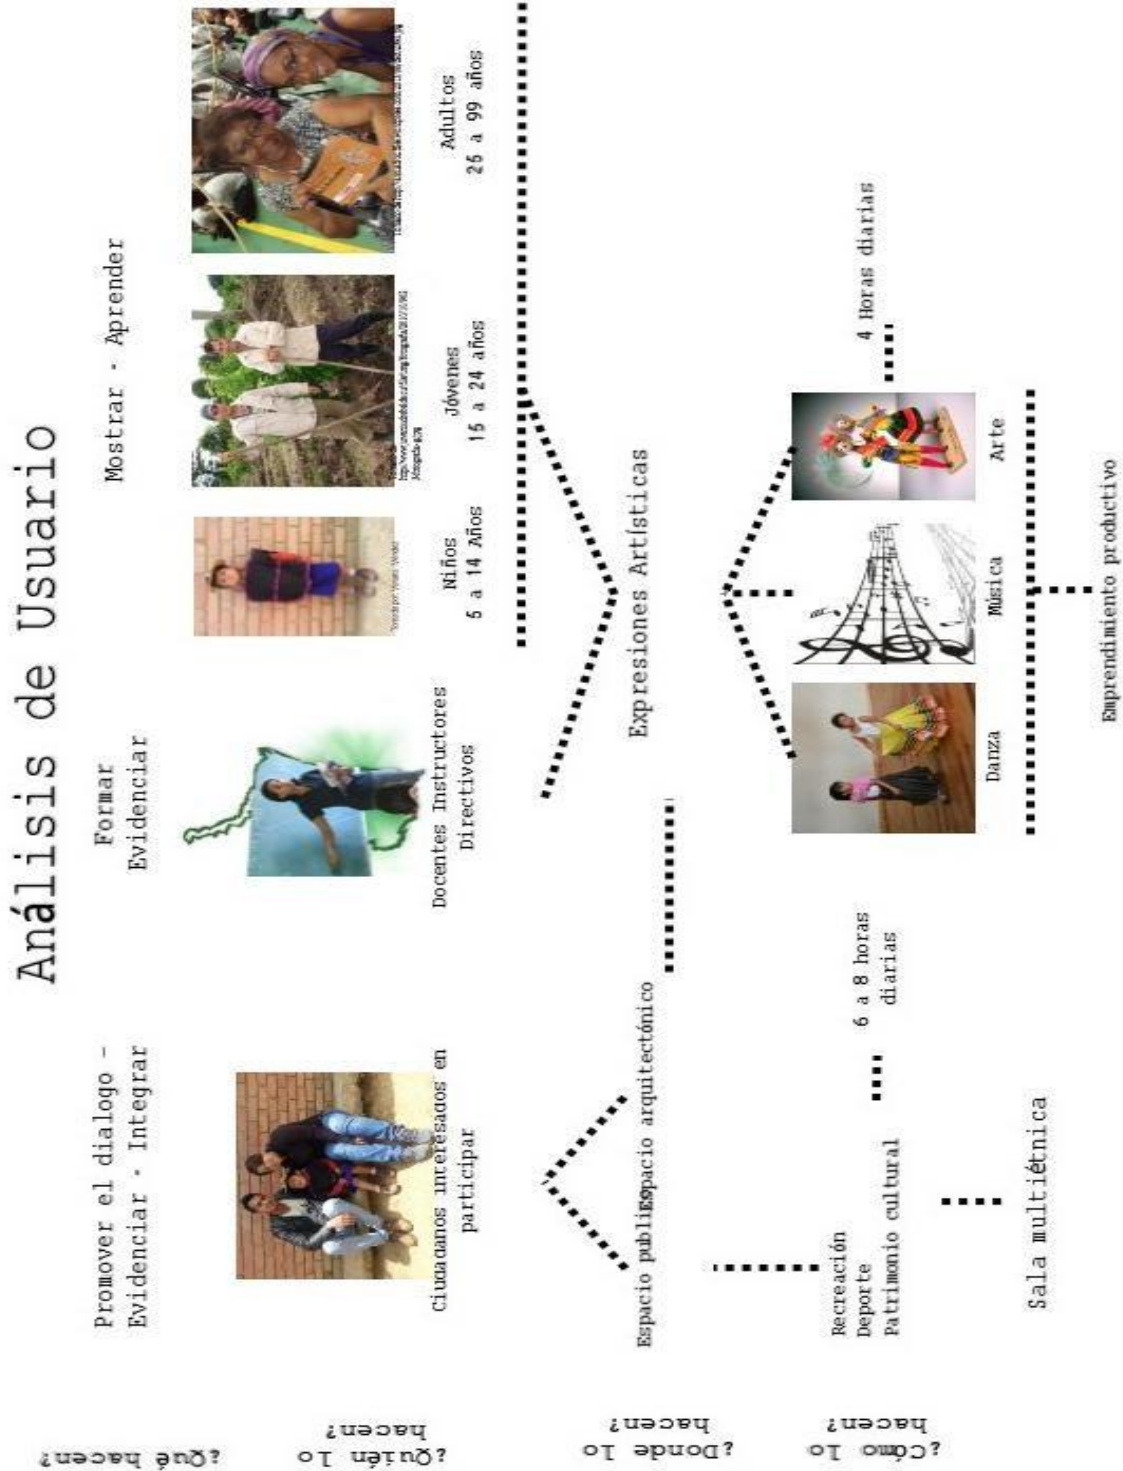 Análisis de Usuario
¿Qué hacen?
Promover el dialogo –
Evidenciar - Integrar
Formar
Evidenciar
Mostrar - Aprender
¿Quién lo
hacen?
Ciudadanos interesados en
participar
Docentes Instructores
Directivos
Niños
5 a 14 Años
Jóvenes
15 a 24 años
Adultos
25 a 99 años
¿Donde lo
hacen?
Espacio publico
Espacio arquitectónico
Expresiones Artísticas
¿Cómo lo
hacen?
Recreación
Deporte
Patrimonio cultural
6 a 8 horas
diarias
Danza
Música
Arte
4 Horas diarias
Sala multiétnica
Emprendimiento productivo